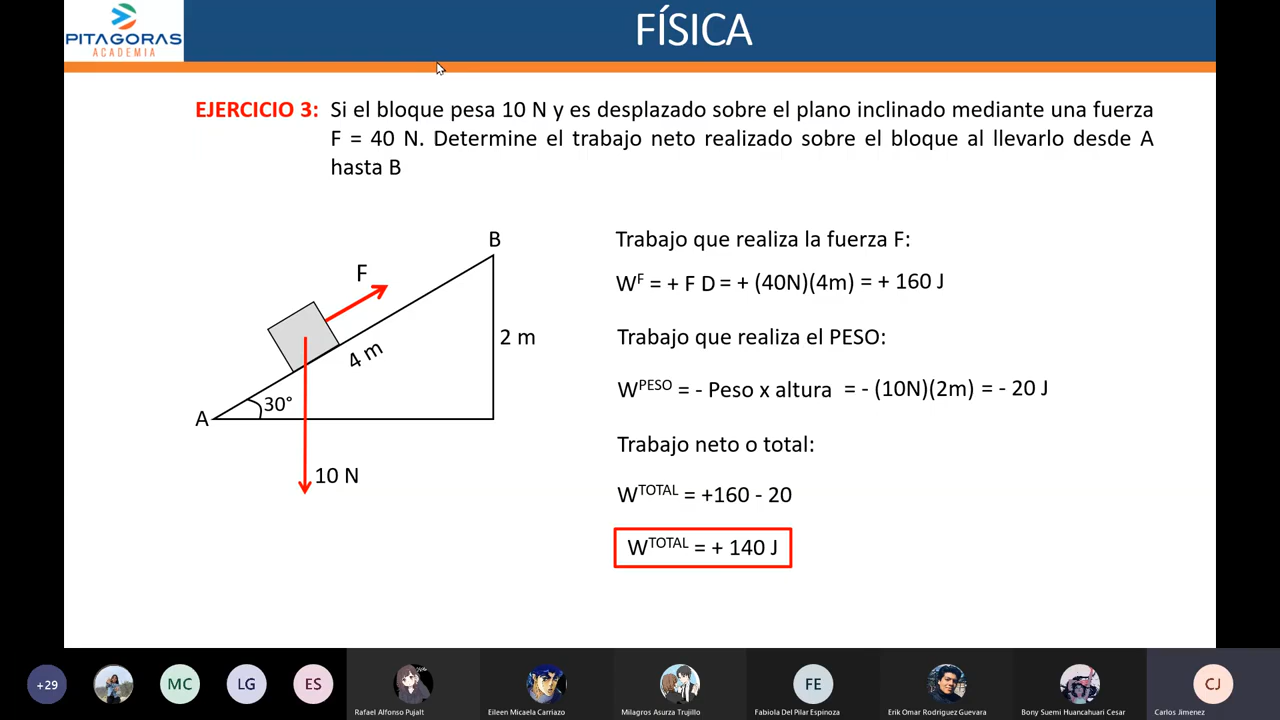 PITAGORAS
ACADEMIA
FÍSICA
EJERCICIO 3: Si el bloque pesa 10 N y es desplazado sobre el plano inclinado mediante una fuerza
F = 40 N. Determine el trabajo neto realizado sobre el bloque al llevarlo desde A
hasta B
B
F
4 m
2 m
30°
A
10 N
Trabajo que realiza la fuerza F:
W^F = + F D = + (40N)(4m) = + 160 J
Trabajo que realiza el PESO:
W^PESO = - Peso x altura = - (10N)(2m) = - 20 J
Trabajo neto o total:
W^TOTAL = +160 - 20
W^TOTAL = + 140 J
+29
MC
LG
ES
FE
CJ
Rafael Alfonso Pujalt
Eileen Micaela Carriazo
Milagros Asurza Trujillo
Fabiola Del Pilar Espinoza
Erik Omar Rodriguez Guevara
Bony Suemi Huancahuari Cesar
Carlos Jimenez